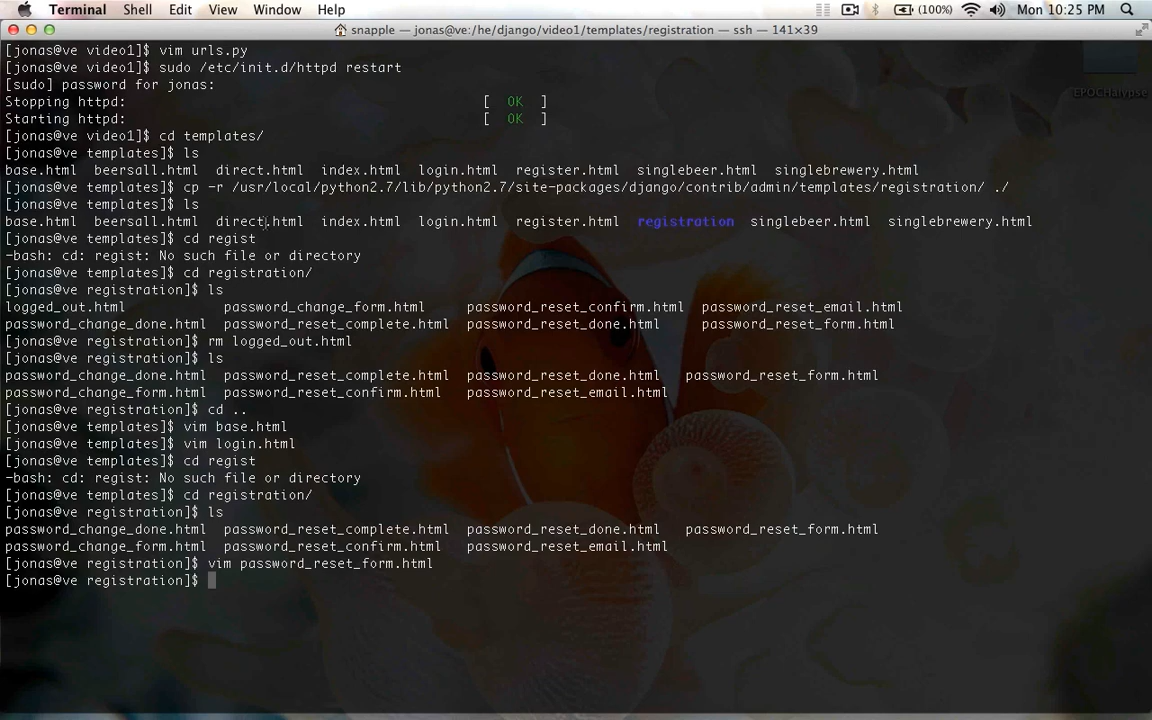 Terminal Shell Edit View Window Help (100%) Mon 10:25 PM
snapple — jonas@ve:/he/django/video1/templates/registration — ssh — 141×39
[jonas@ve video1]$ vim urls.py
[jonas@ve video1]$ sudo /etc/init.d/httpd restart
[sudo] password for jonas:
Stopping httpd: [ OK ]
Starting httpd: [ OK ]
[jonas@ve video1]$ cd templates/
[jonas@ve templates]$ ls
base.html beersall.html direct.html index.html login.html register.html singlebeer.html singlebrewery.html
[jonas@ve templates]$ cp -r /usr/local/python2.7/lib/python2.7/site-packages/django/contrib/admin/templates/registration/ ./
[jonas@ve templates]$ ls
base.html beersall.html direct.html index.html login.html register.html registration singlebeer.html singlebrewery.html
[jonas@ve templates]$ cd regist
-bash: cd: regist: No such file or directory
[jonas@ve templates]$ cd registration/
[jonas@ve registration]$ ls
logged_out.html password_change_form.html password_reset_confirm.html password_reset_email.html
password_change_done.html password_reset_complete.html password_reset_done.html password_reset_form.html
[jonas@ve registration]$ rm logged_out.html
[jonas@ve registration]$ ls
password_change_done.html password_reset_complete.html password_reset_done.html password_reset_form.html
password_change_form.html password_reset_confirm.html password_reset_email.html
[jonas@ve registration]$ cd ..
[jonas@ve templates]$ vim base.html
[jonas@ve templates]$ vim login.html
[jonas@ve templates]$ cd regist
-bash: cd: regist: No such file or directory
[jonas@ve templates]$ cd registration/
[jonas@ve registration]$ ls
password_change_done.html password_reset_complete.html password_reset_done.html password_reset_form.html
password_change_form.html password_reset_confirm.html password_reset_email.html
[jonas@ve registration]$ vim password_reset_form.html
[jonas@ve registration]$
EPOCHalypse